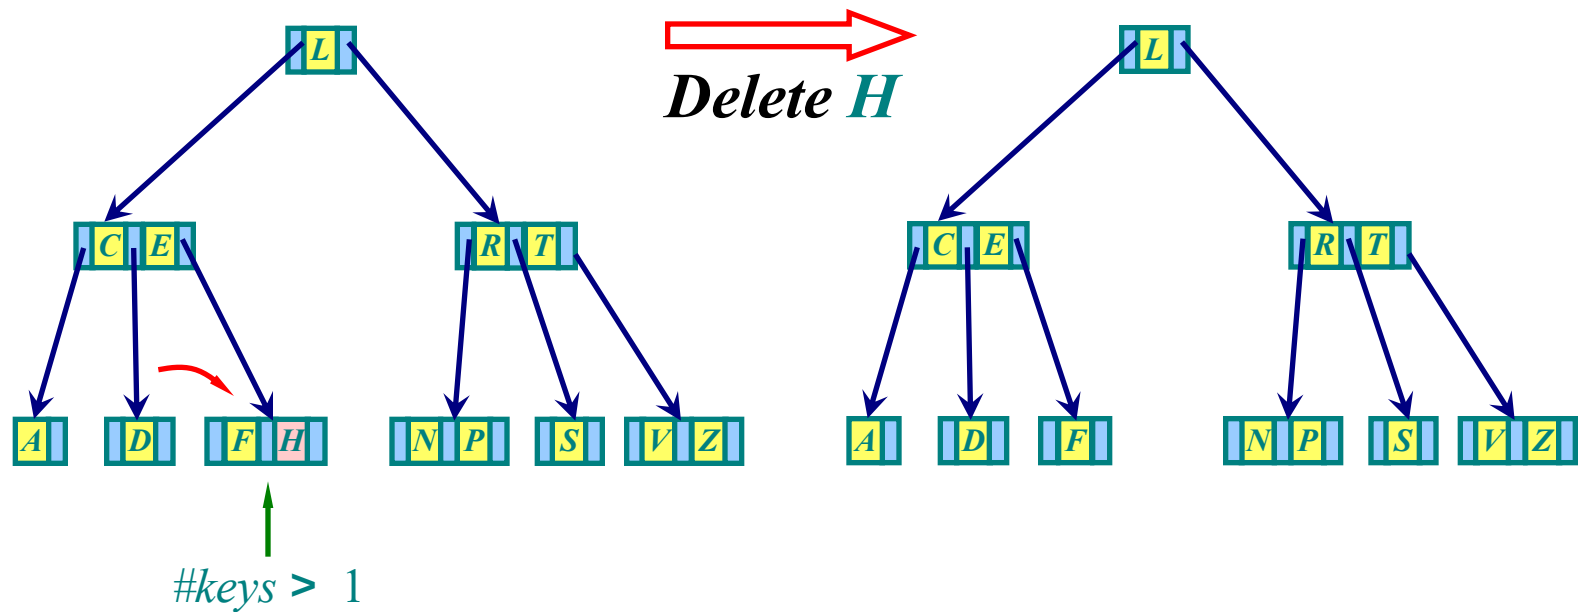 L
Delete H
L
C E
R T
C E
R T
A D F H N P S V Z
A D F N P S V Z
#keys > 1